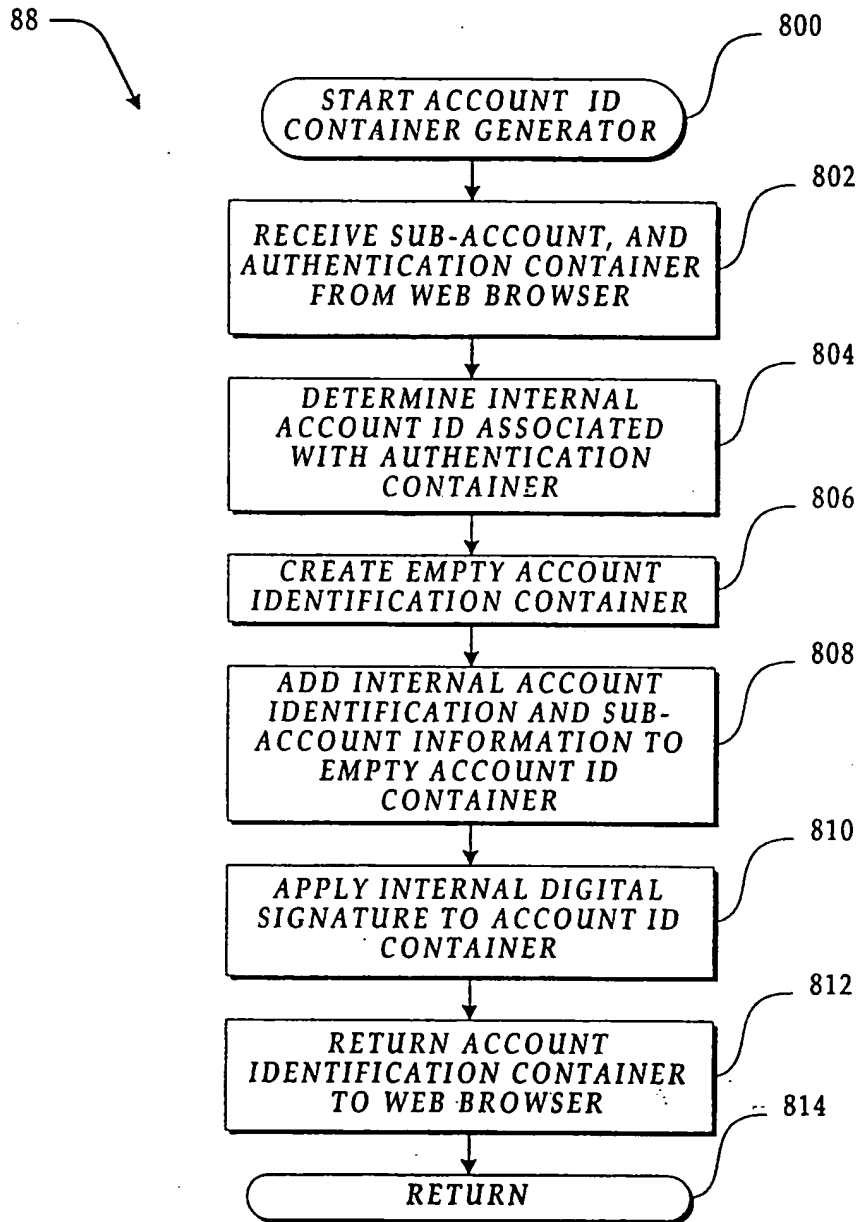 88
800
START ACCOUNT ID
CONTAINER GENERATOR
802
RECEIVE SUB-ACCOUNT, AND
AUTHENTICATION CONTAINER
FROM WEB BROWSER
804
DETERMINE INTERNAL
ACCOUNT ID ASSOCIATED
WITH AUTHENTICATION
CONTAINER
806
CREATE EMPTY ACCOUNT
IDENTIFICATION CONTAINER
808
ADD INTERNAL ACCOUNT
IDENTIFICATION AND SUB-
ACCOUNT INFORMATION TO
EMPTY ACCOUNT ID
CONTAINER
810
APPLY INTERNAL DIGITAL
SIGNATURE TO ACCOUNT ID
CONTAINER
812
RETURN ACCOUNT
IDENTIFICATION CONTAINER
TO WEB BROWSER
814
RETURN